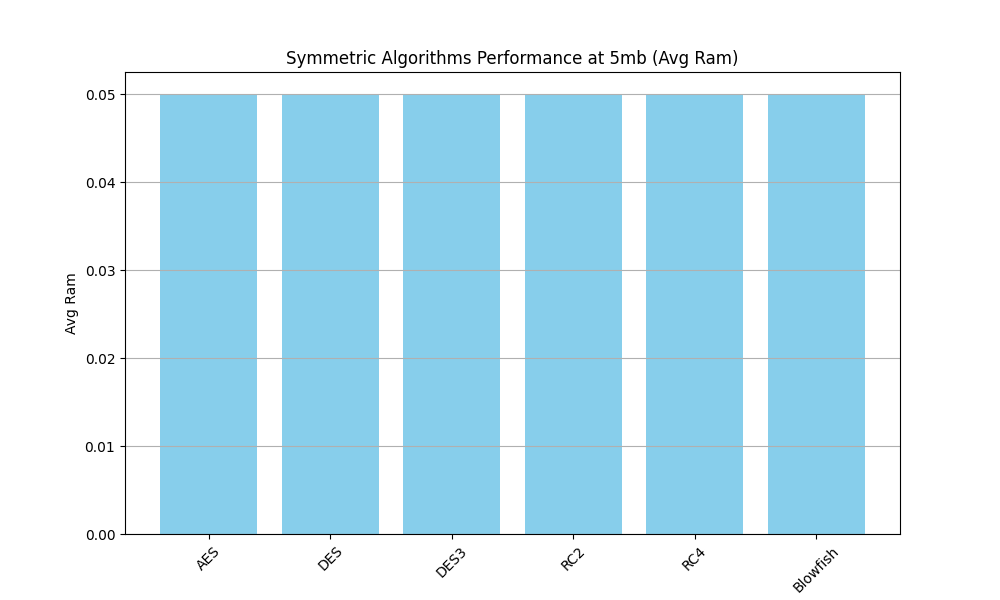 Symmetric Algorithms Performance at 5mb (Avg Ram)
Avg Ram
0.05
0.04
0.03
0.02
0.01
0.00
AES
DES
DES3
RC2
RC4
Blowfish